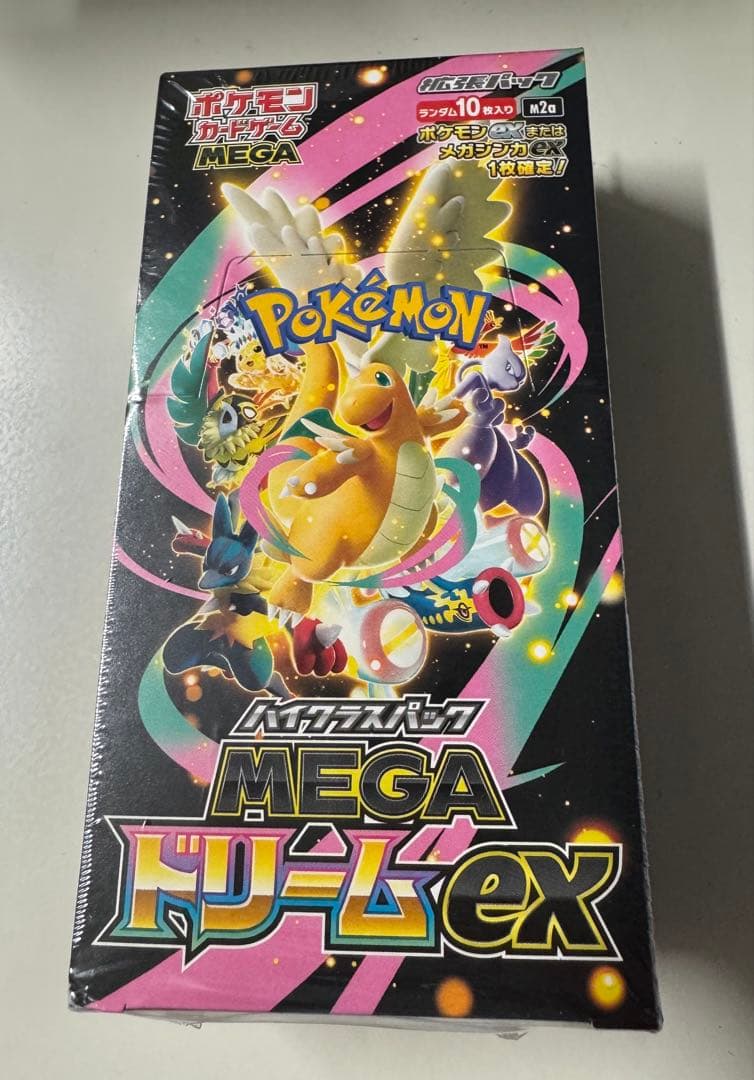 ポケモン
カードゲーム
MEGA
拡張パック
ランダム10枚入り m2a
ポケモンexまたは
メガシンカex
1枚確定!
POKéMON
TM
ハイクラスパック
MEGA
ドリームex